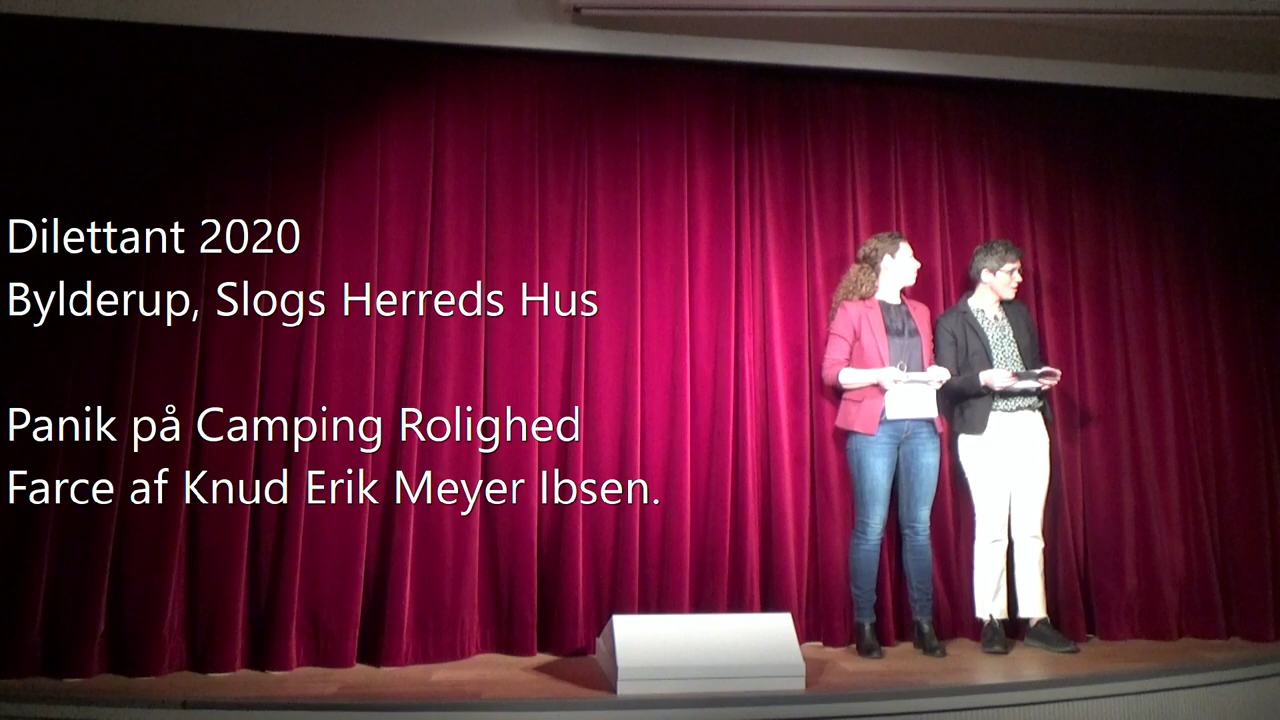 Dilettant 2020
Bylderup, Slogs Herreds Hus
Panik på Camping Rolighed
Farce af Knud Erik Meyer Ibsen.